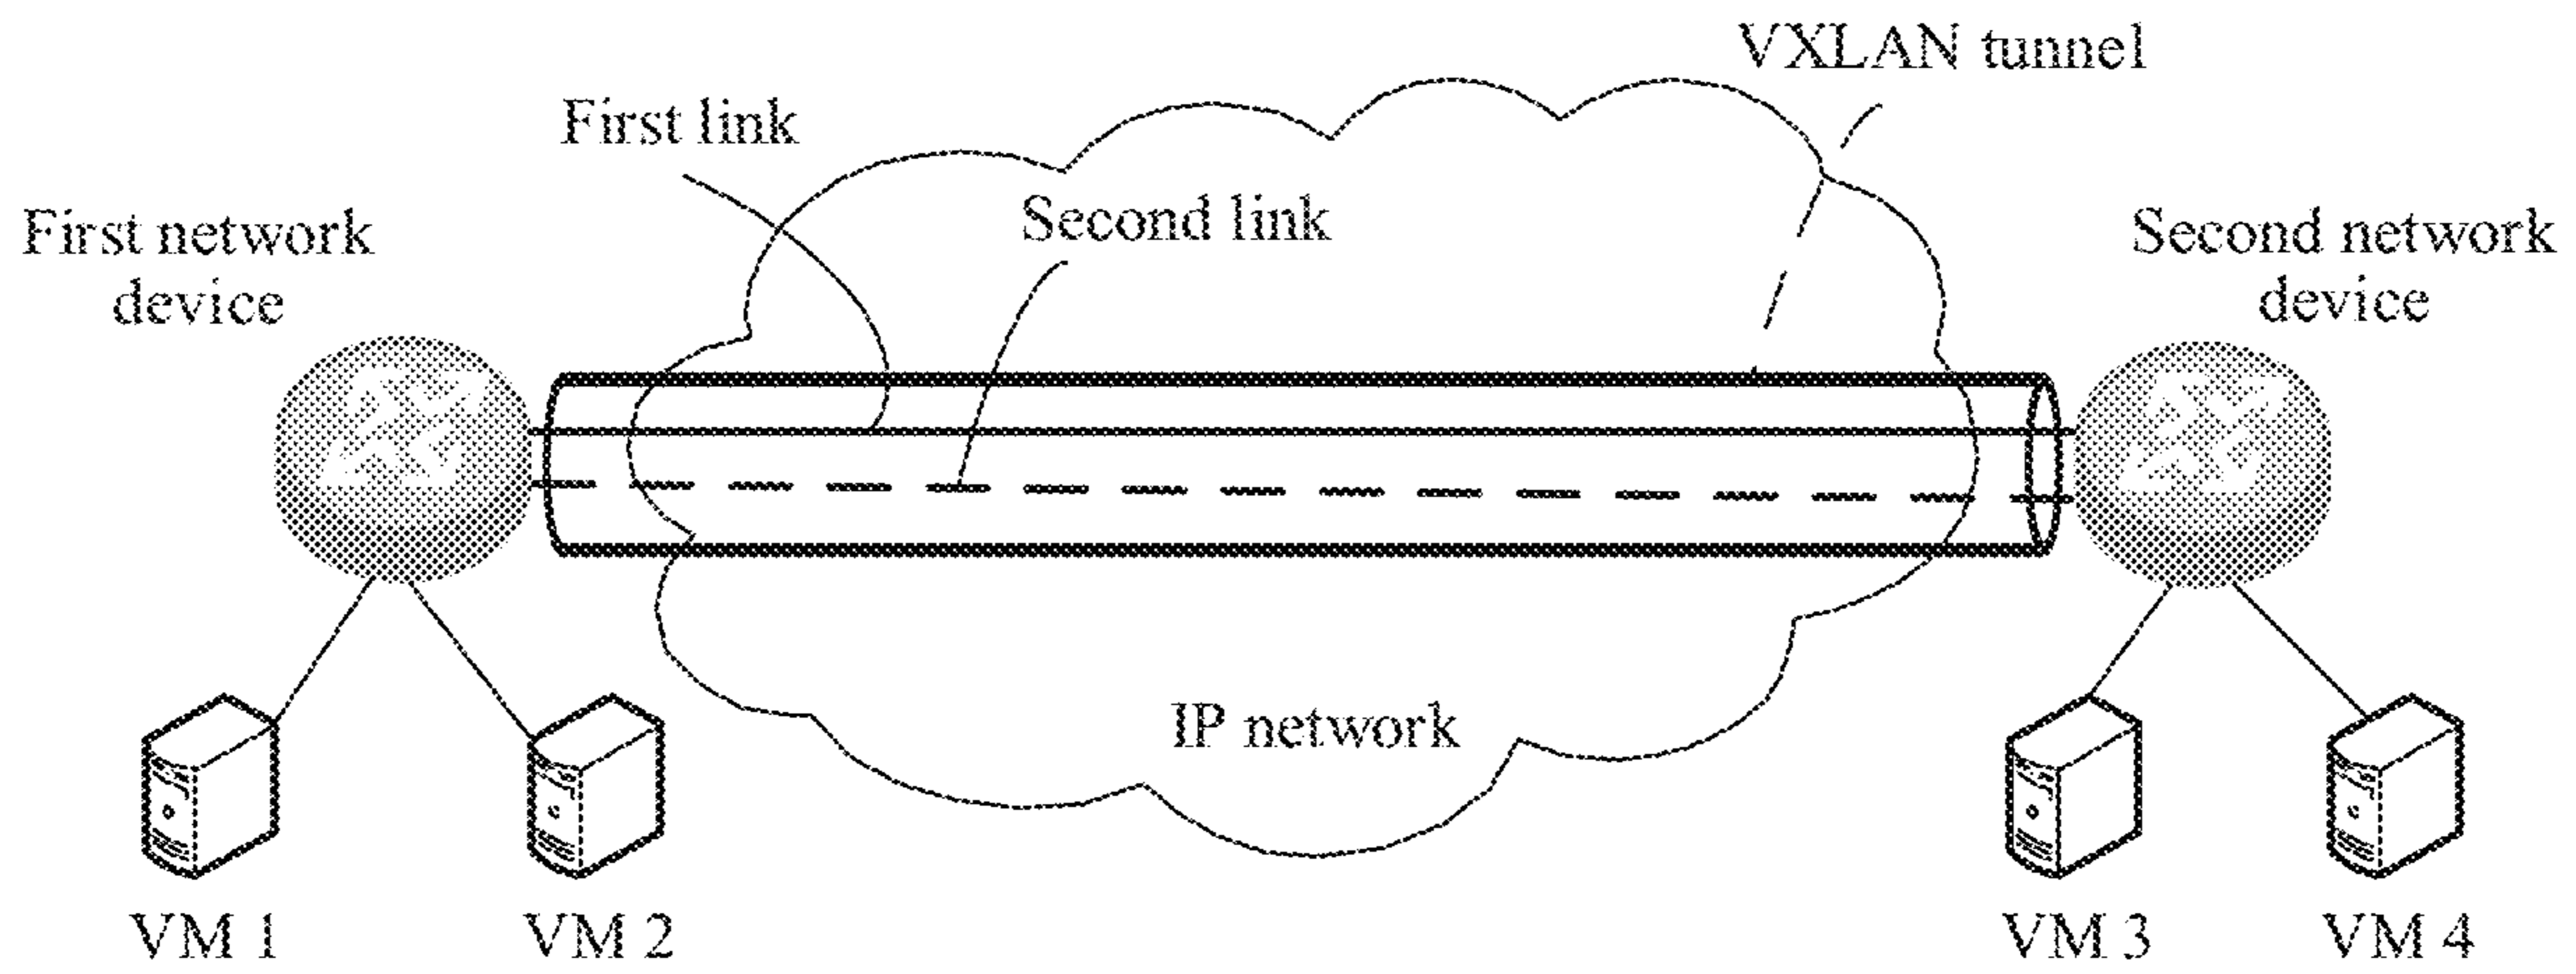 VXLAN tunnel
First link
Second link
First network
device
Second network
device
IP network
VM 1
VM 2
VM 3
VM 4